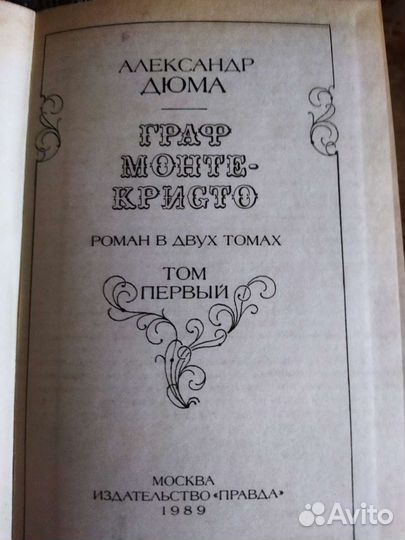 АЛЕКСАНДР
ДЮМА
ГРАФ
МОНТЕ-
КРИСТО
РОМАН В ДВУХ ТОМАХ
ТОМ
ПЕРВЫЙ
МОСКВА
ИЗДАТЕЛЬСТВО «ПРАВДА»
1989
Avito